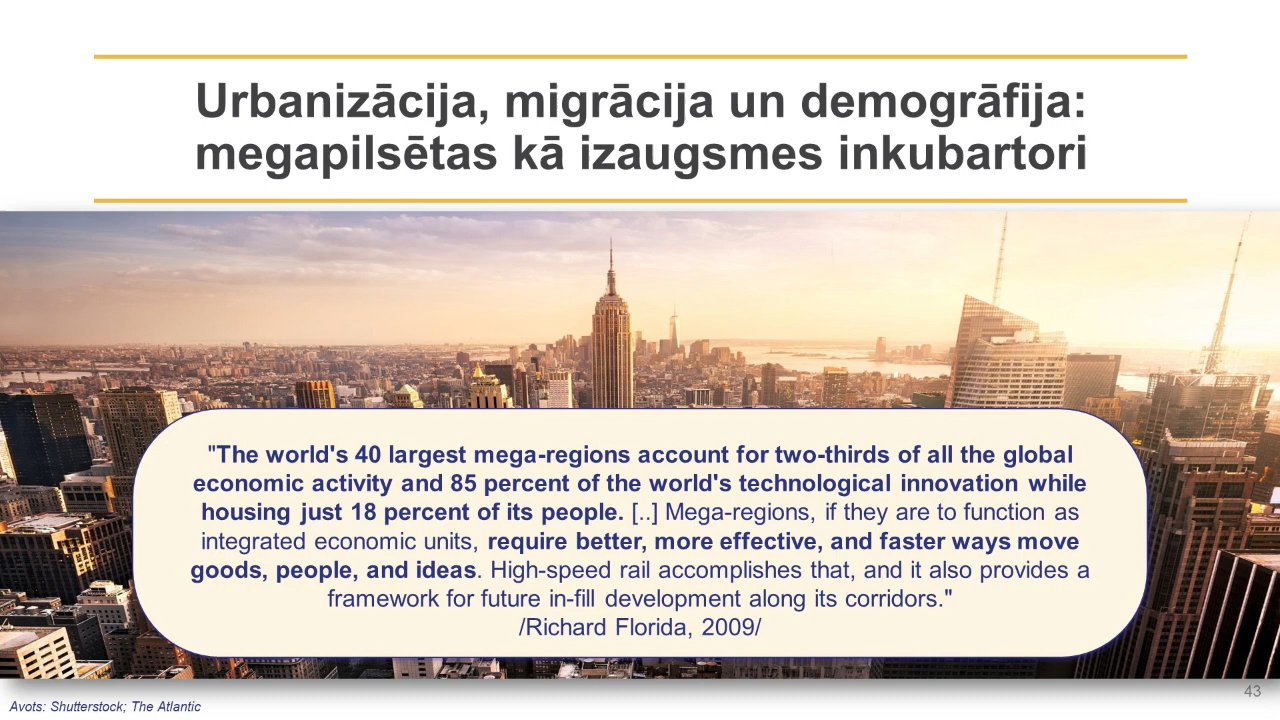 Urbanizācija, migrācija un demogrāfija:
megapilsētas kā izaugsmes inkubartori
"The world's 40 largest mega-regions account for two-thirds of all the global
economic activity and 85 percent of the world's technological innovation while
housing just 18 percent of its people. [..] Mega-regions, if they are to function as
integrated economic units, require better, more effective, and faster ways move
goods, people, and ideas. High-speed rail accomplishes that, and it also provides a
framework for future in-fill development along its corridors."
/Richard Florida, 2009/
43
Avots: Shutterstock; The Atlantic